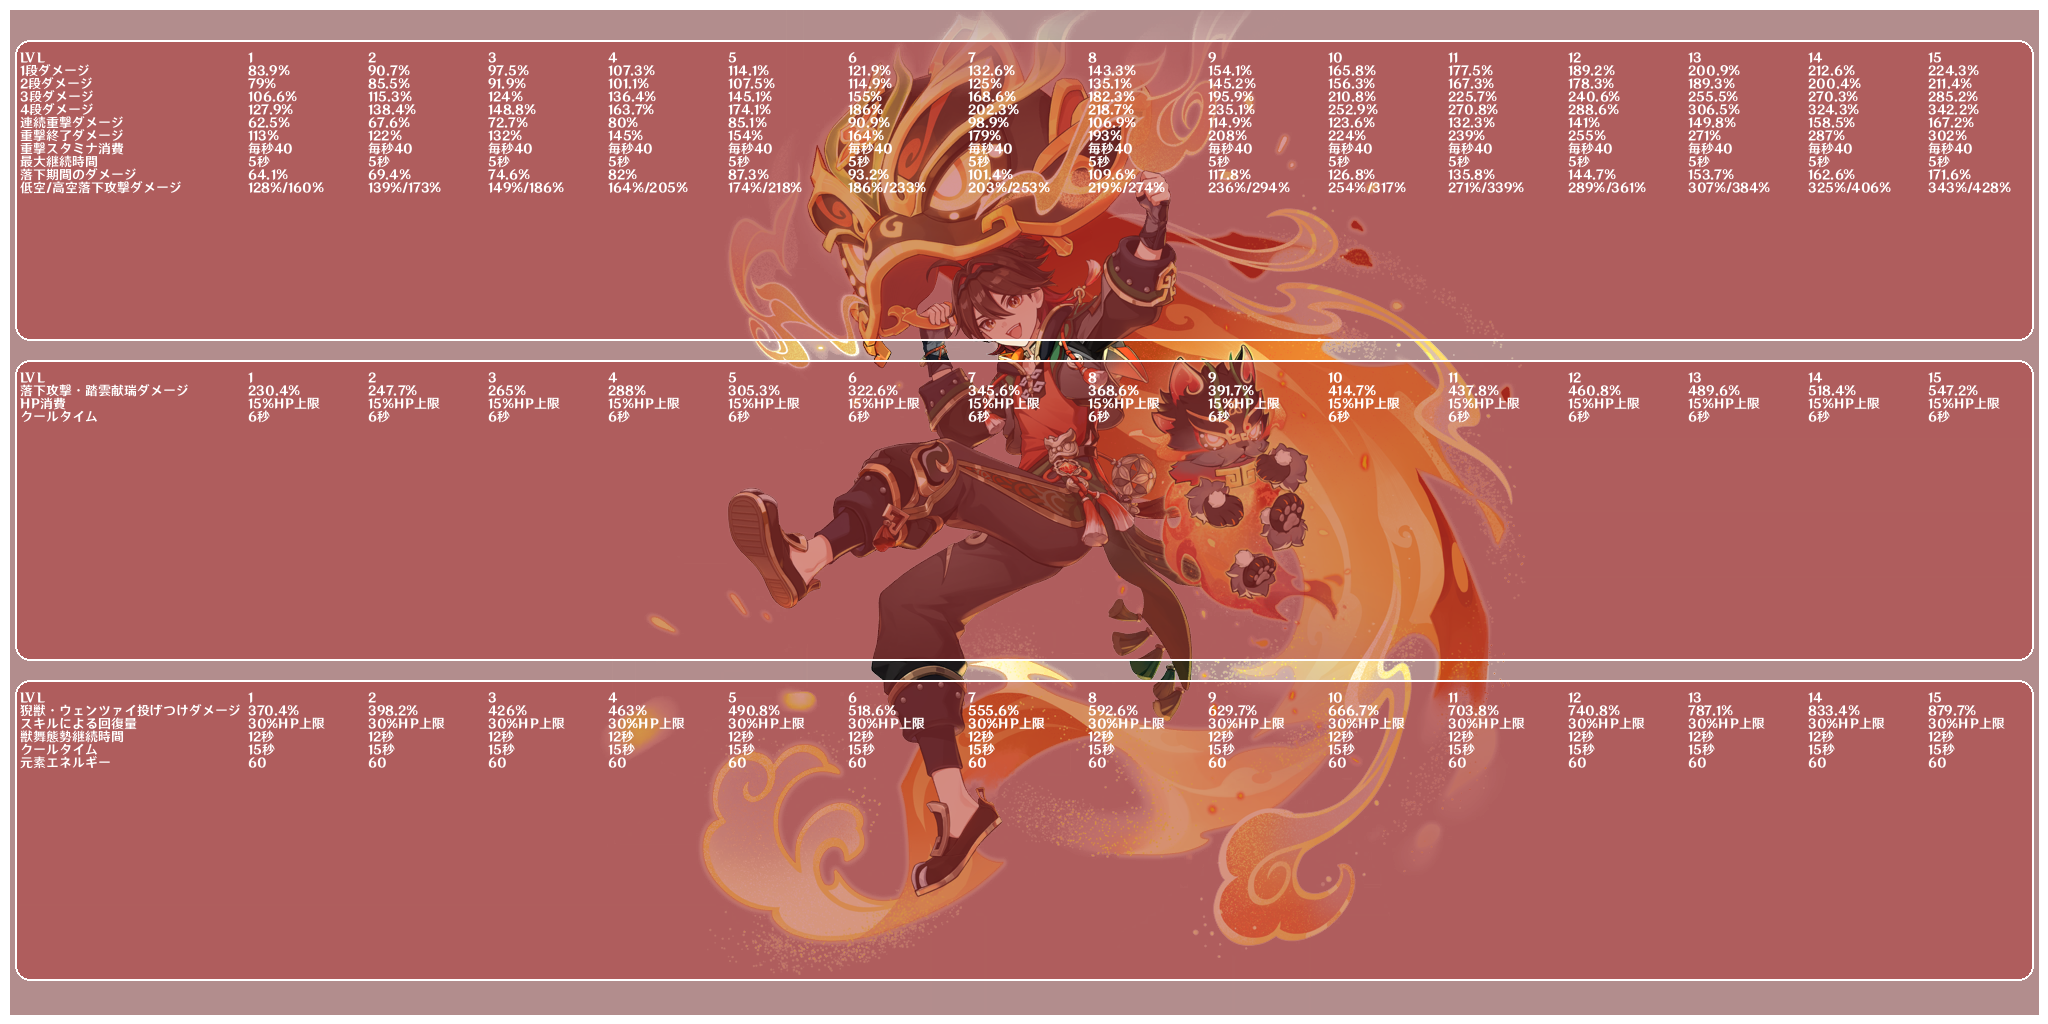 LVL 1 2 3 4 5 6 7 8 9 10 11 12 13 14 15
1段ダメージ 83.9% 90.7% 97.5% 107.3% 114.1% 121.9% 132.6% 143.3% 154.1% 165.8% 177.5% 189.2% 200.9% 212.6% 224.3%
2段ダメージ 79% 85.5% 91.9% 101.1% 107.5% 114.9% 125% 135.1% 145.2% 156.3% 167.3% 178.3% 189.3% 200.4% 211.4%
3段ダメージ 106.6% 115.3% 124% 136.4% 145.1% 155% 168.6% 182.3% 195.9% 210.8% 225.7% 240.6% 255.5% 270.3% 285.2%
4段ダメージ 127.9% 138.4% 148.8% 163.7% 174.1% 186% 202.3% 218.7% 235.1% 252.9% 270.8% 288.6% 306.5% 324.3% 342.2%
連続重撃ダメージ 62.5% 67.6% 72.7% 80% 85.1% 90.9% 98.9% 106.9% 114.9% 123.6% 132.3% 141% 149.8% 158.5% 167.2%
重撃終了ダメージ 113% 122% 132% 145% 154% 164% 179% 193% 208% 224% 239% 255% 271% 287% 302%
重撃スタミナ消費 毎秒40 毎秒40 毎秒40 毎秒40 毎秒40 毎秒40 毎秒40 毎秒40 毎秒40 毎秒40 毎秒40 毎秒40 毎秒40 毎秒40 毎秒40
最大継続時間 5秒 5秒 5秒 5秒 5秒 5秒 5秒 5秒 5秒 5秒 5秒 5秒 5秒 5秒 5秒
落下期間のダメージ 64.1% 69.4% 74.6% 82% 87.3% 93.2% 101.4% 109.6% 117.8% 126.8% 135.8% 144.7% 153.7% 162.6% 171.6%
低空/高空落下攻撃ダメージ 128%/160% 139%/173% 149%/186% 164%/205% 174%/218% 186%/233% 203%/253% 219%/274% 236%/294% 254%/317% 271%/339% 289%/361% 307%/384% 325%/406% 343%/428%
LVL 1 2 3 4 5 6 7 8 9 10 11 12 13 14 15
落下攻撃・踏雲献瑞ダメージ 230.4% 247.7% 265% 288% 305.3% 322.6% 345.6% 368.6% 391.7% 414.7% 437.8% 460.8% 489.6% 518.4% 547.2%
HP消費 15%HP上限 15%HP上限 15%HP上限 15%HP上限 15%HP上限 15%HP上限 15%HP上限 15%HP上限 15%HP上限 15%HP上限 15%HP上限 15%HP上限 15%HP上限 15%HP上限 15%HP上限
クールタイム 6秒 6秒 6秒 6秒 6秒 6秒 6秒 6秒 6秒 6秒 6秒 6秒 6秒 6秒 6秒
LVL 1 2 3 4 5 6 7 8 9 10 11 12 13 14 15
猊獣・ウェンツァイ投げつけダメージ 370.4% 398.2% 426% 463% 490.8% 518.6% 555.6% 592.6% 629.7% 666.7% 703.8% 740.8% 787.1% 833.4% 879.7%
スキルによる回復量 30%HP上限 30%HP上限 30%HP上限 30%HP上限 30%HP上限 30%HP上限 30%HP上限 30%HP上限 30%HP上限 30%HP上限 30%HP上限 30%HP上限 30%HP上限 30%HP上限 30%HP上限
獣舞態勢継続時間 12秒 12秒 12秒 12秒 12秒 12秒 12秒 12秒 12秒 12秒 12秒 12秒 12秒 12秒 12秒
クールタイム 15秒 15秒 15秒 15秒 15秒 15秒 15秒 15秒 15秒 15秒 15秒 15秒 15秒 15秒 15秒
元素エネルギー 60 60 60 60 60 60 60 60 60 60 60 60 60 60 60